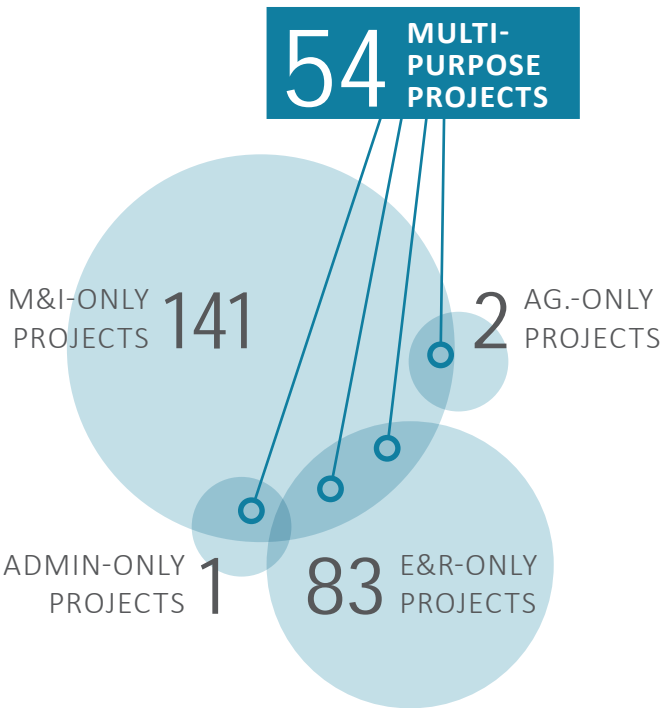 54 MULTI-
PURPOSE
PROJECTS
M&I-ONLY
PROJECTS 141
2 AG.-ONLY
PROJECTS
ADMIN-ONLY
PROJECTS 1
83 E&R-ONLY
PROJECTS